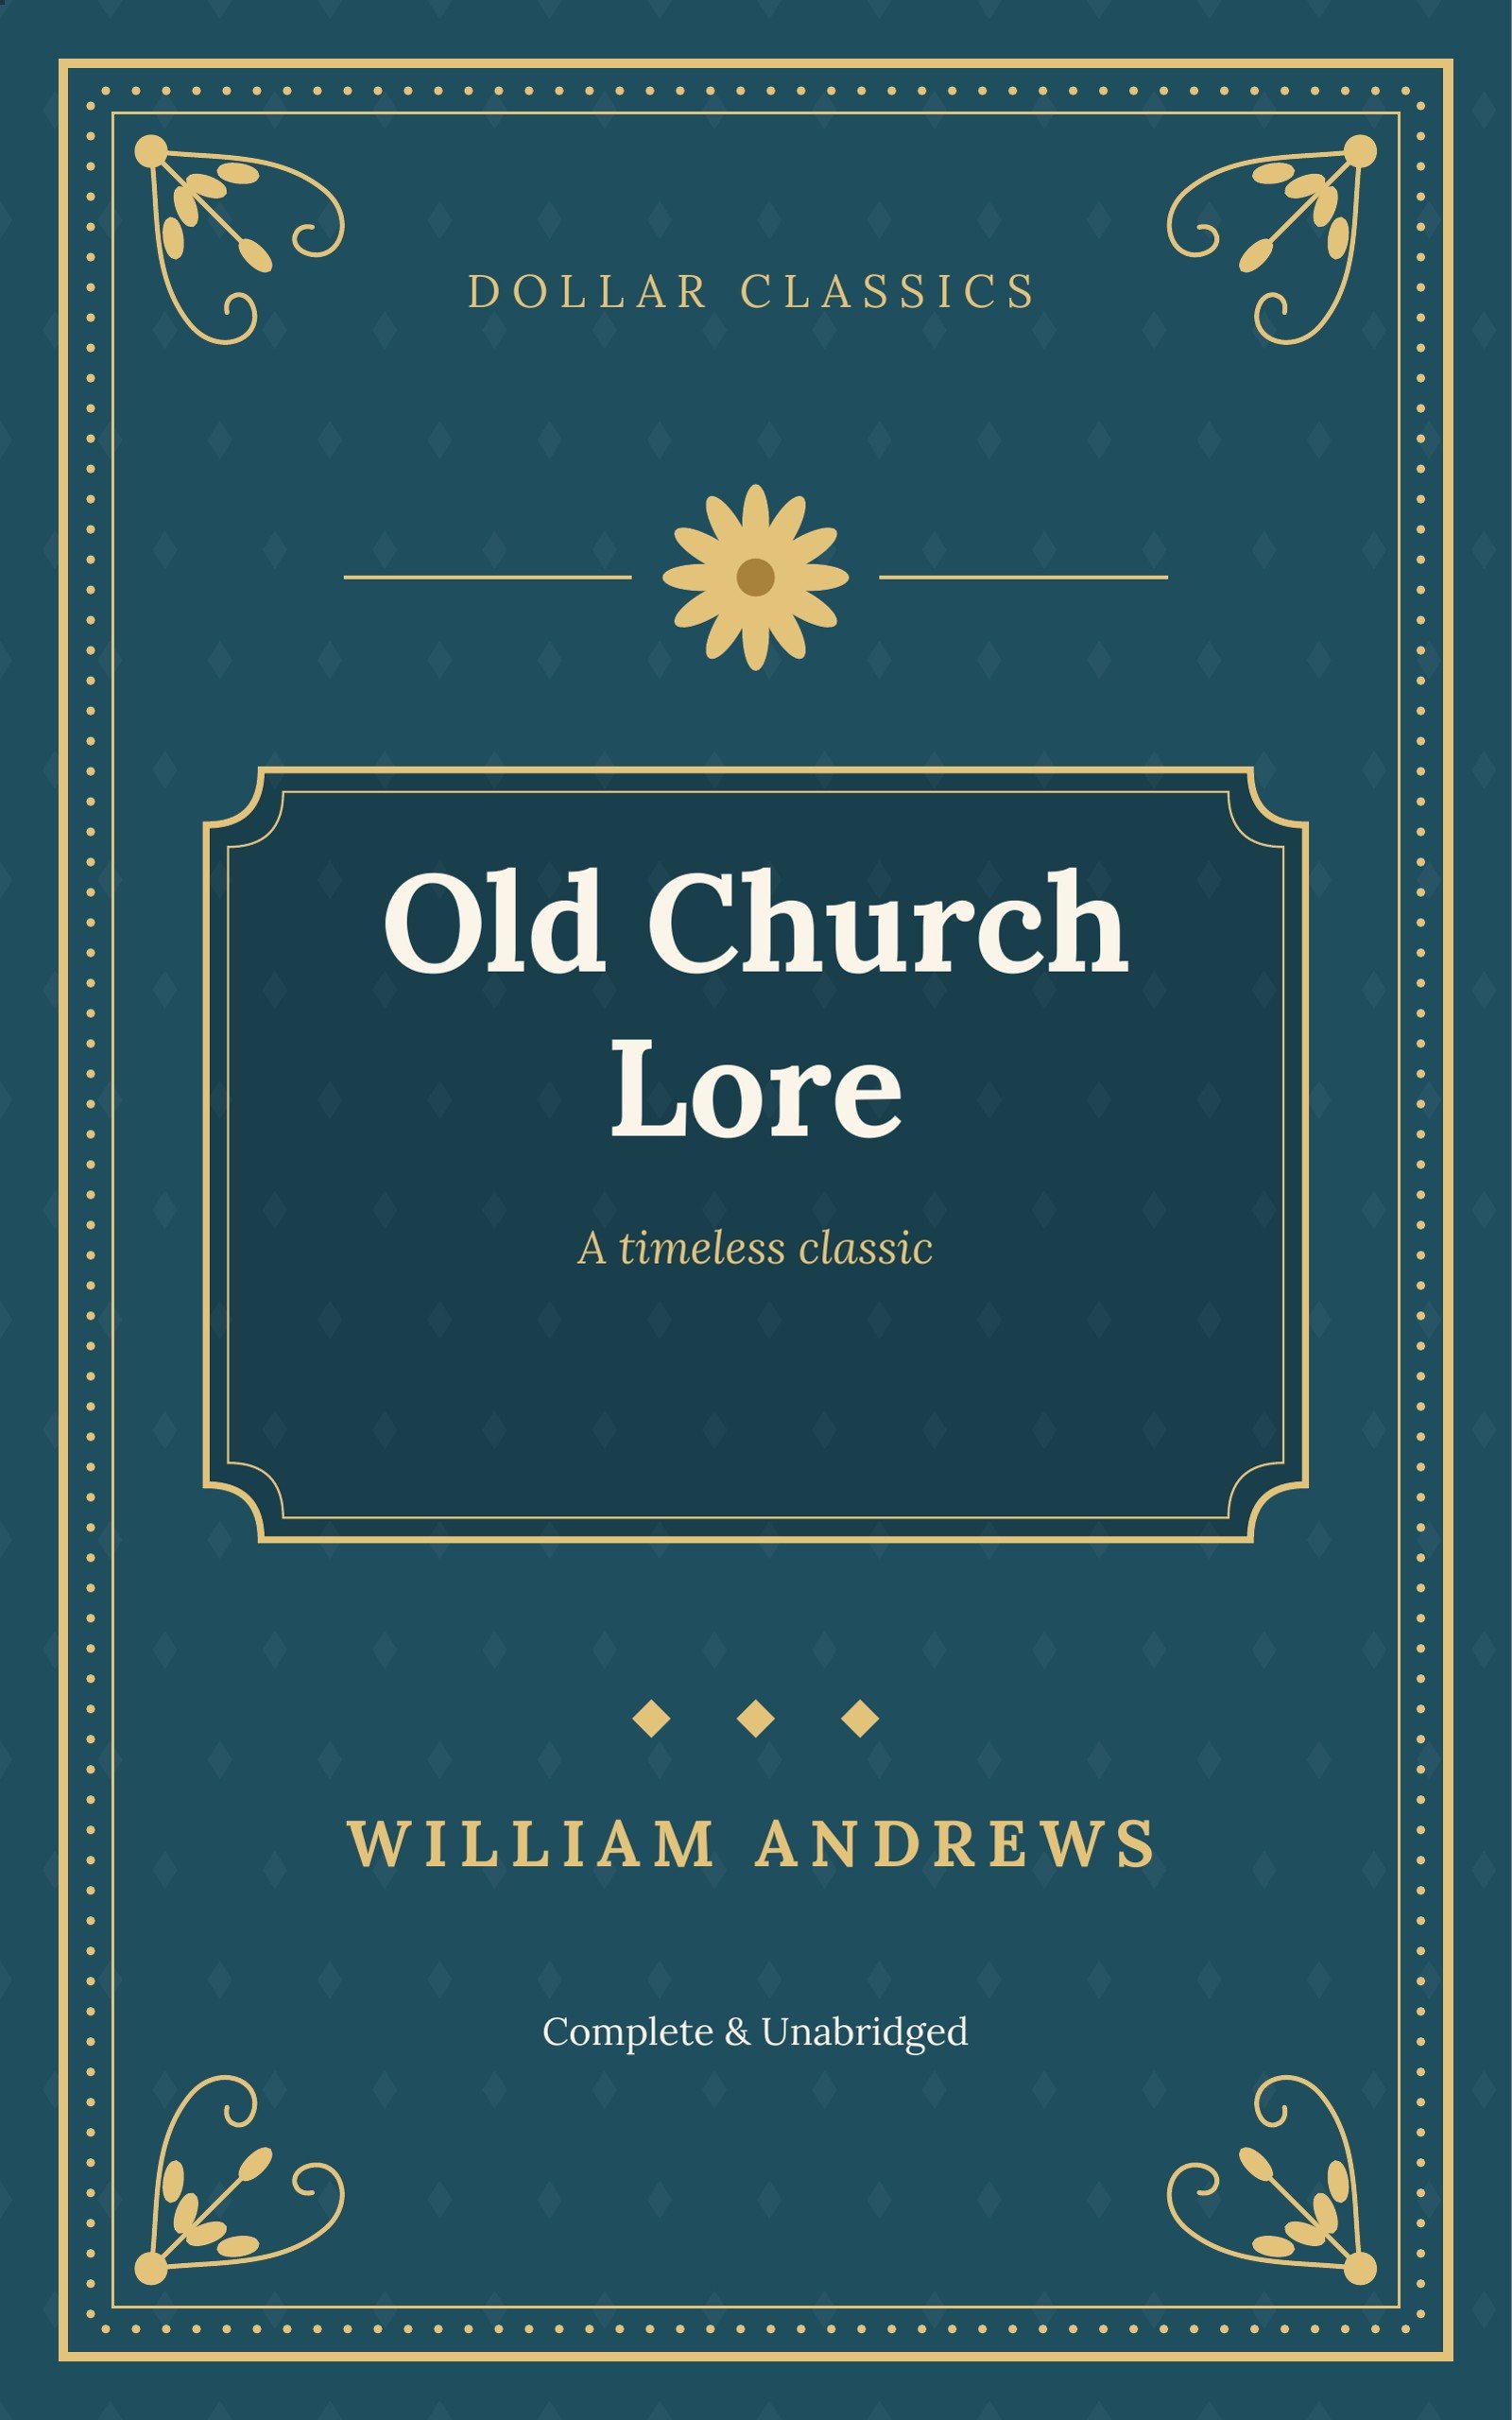 DOLLAR CLASSICS
Old Church
Lore
A timeless classic
WILLIAM ANDREWS
Complete & Unabridged